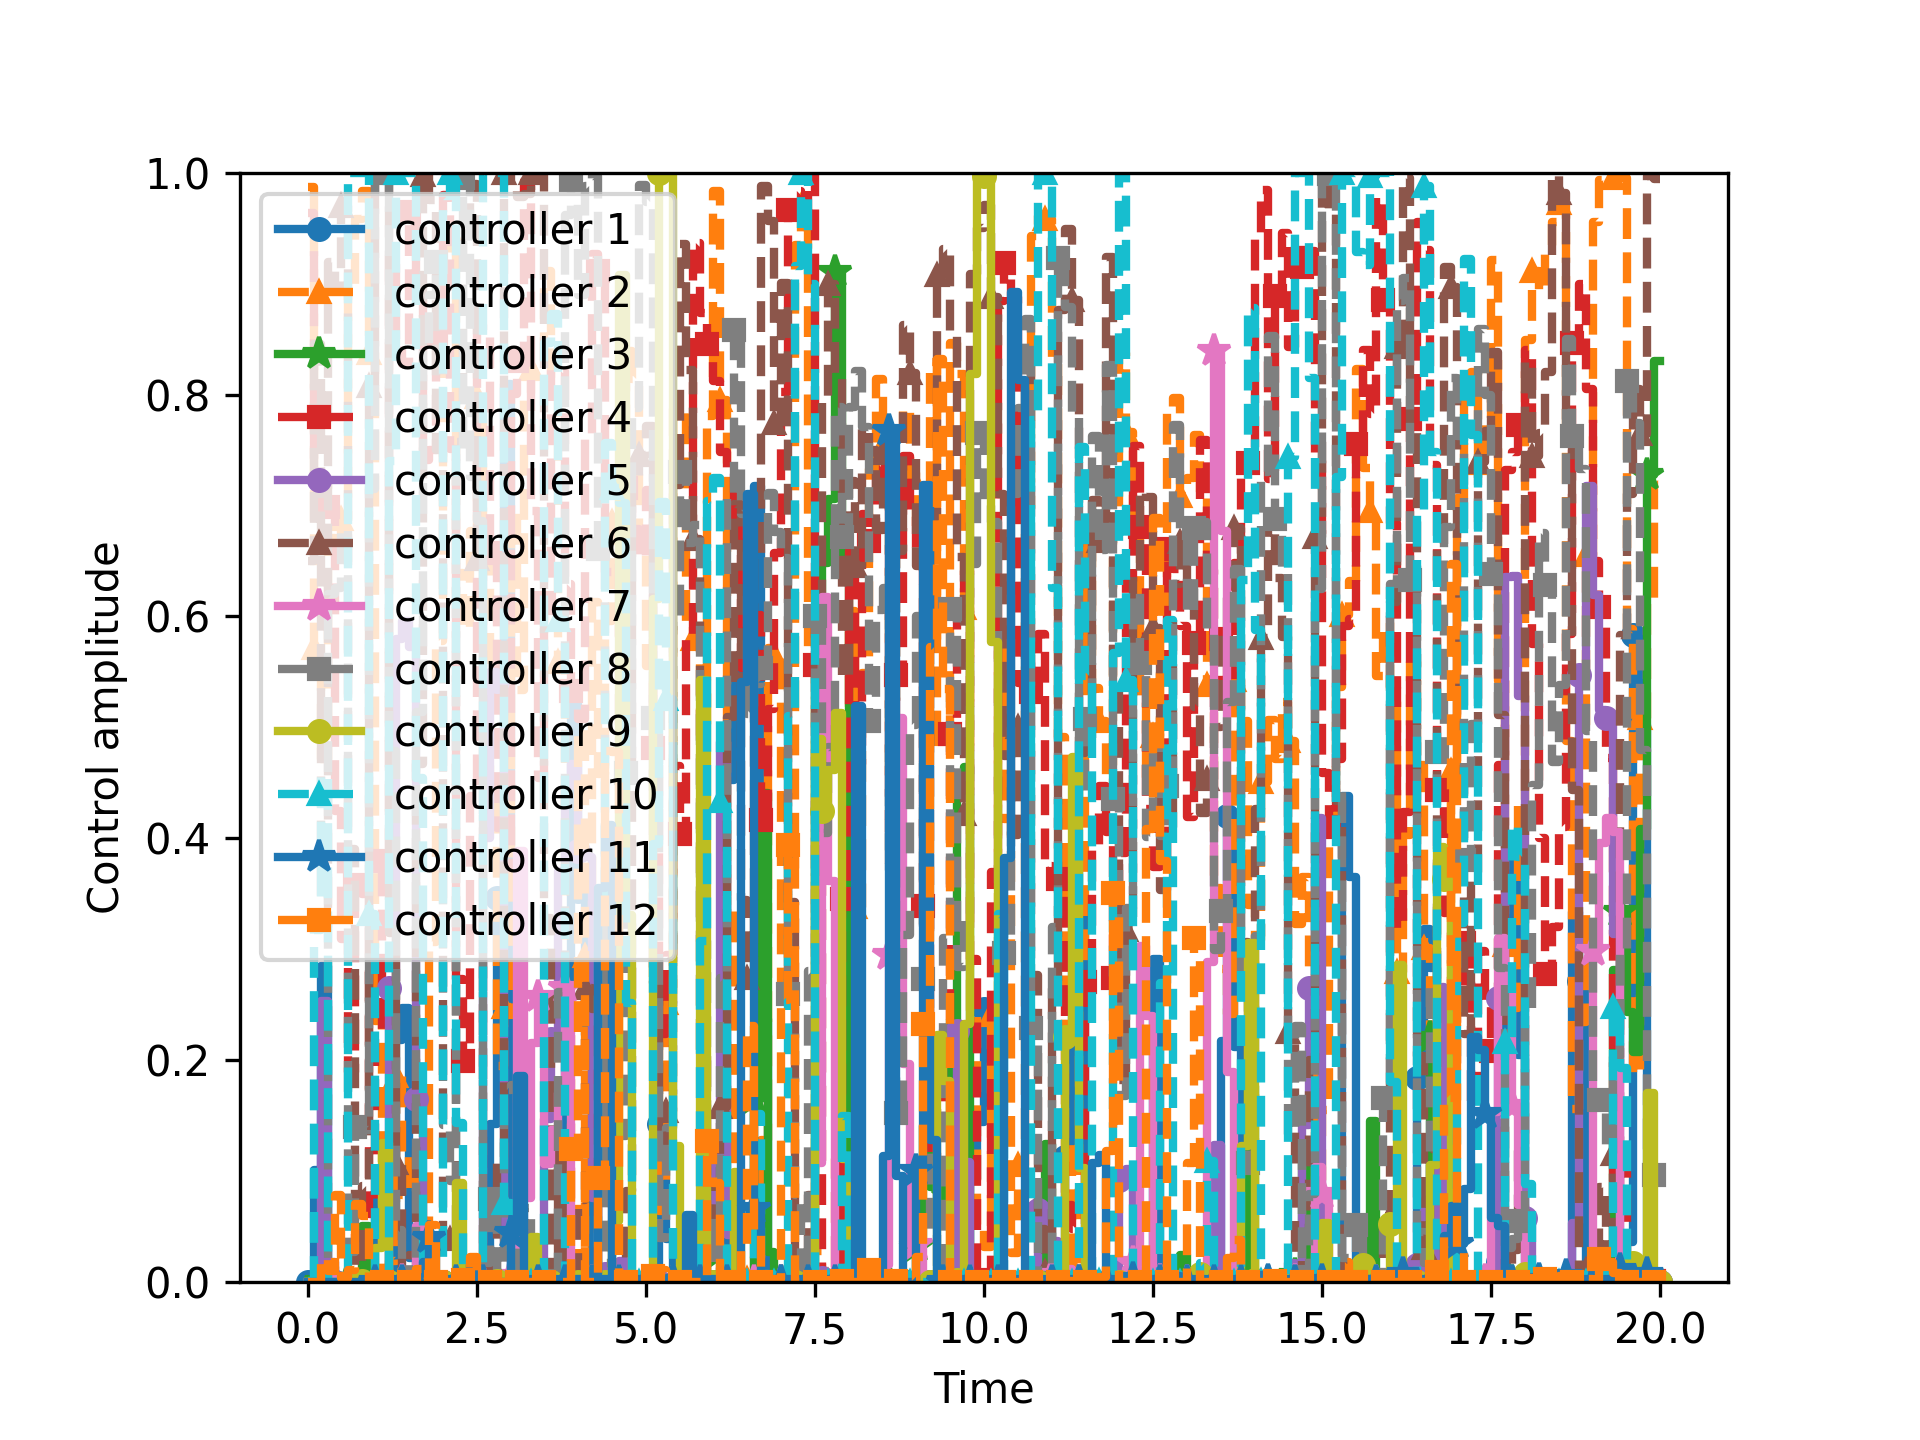 1.0
0.8
0.6
0.4
0.2
0.0
Control amplitude
controller 1
controller 2
controller 3
controller 4
controller 5
controller 6
controller 7
controller 8
controller 9
controller 10
controller 11
controller 12
0.0 2.5 5.0 7.5 10.0 12.5 15.0 17.5 20.0
Time